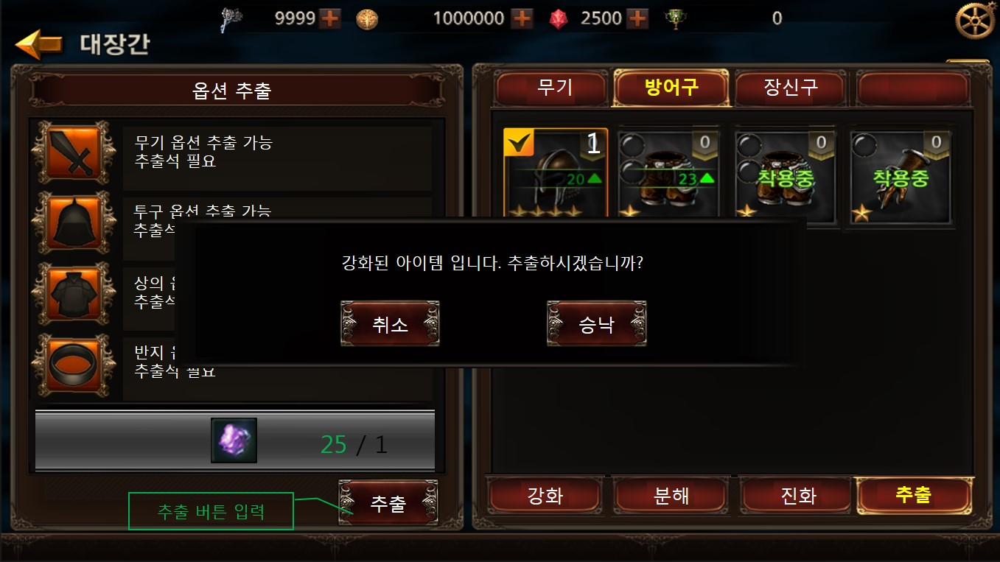 9999 1000000 2500 0
대장간
옵션 추출
무기 방어구 장신구
무기 옵션 추출 가능
추출석 필요
투구 옵션 추출 가능
추출석
상의
추출석
반지
추출석 필요
1
20
0
23
0
착용중
0
착용중
강화된 아이템 입니다. 추출하시겠습니까?
취소 승낙
25 / 1
추출 버튼 입력
추출
강화 분해 진화 추출